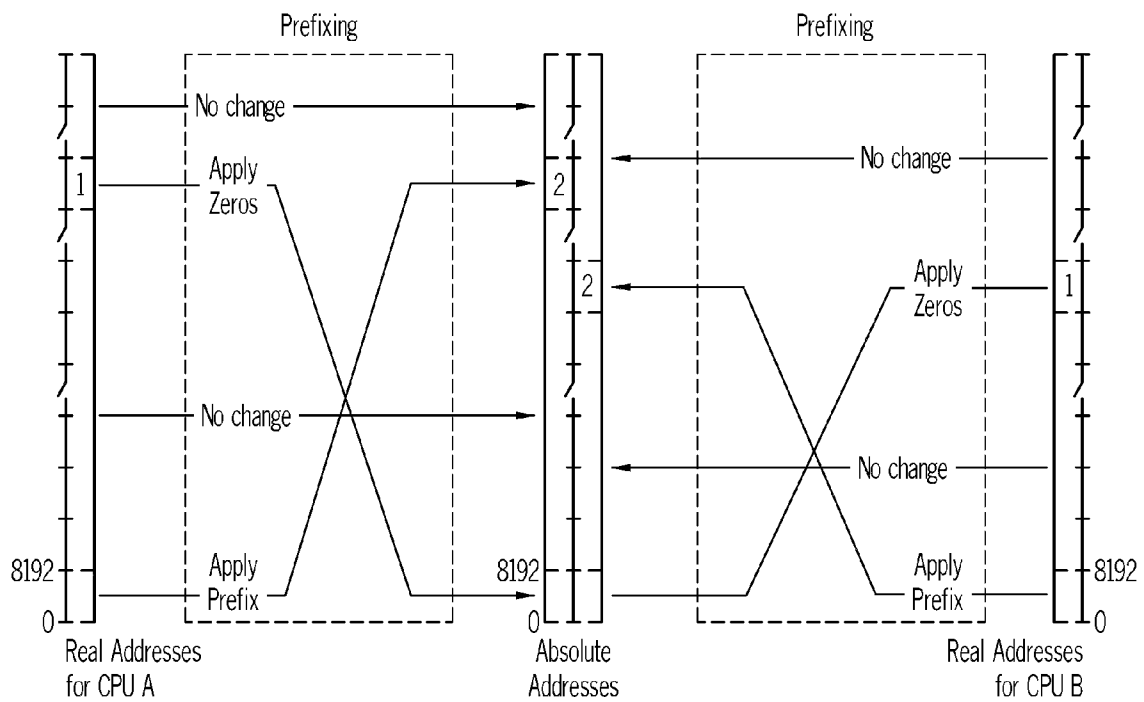 Prefixing
Prefixing
No change
No change
1
Apply
Zeros
2
2
Apply
Zeros
1
No change
No change
8192
Apply
Prefix
8192
Apply
Prefix
8192
0
0
0
Real Addresses
for CPU A
Absolute
Addresses
Real Addresses
for CPU B